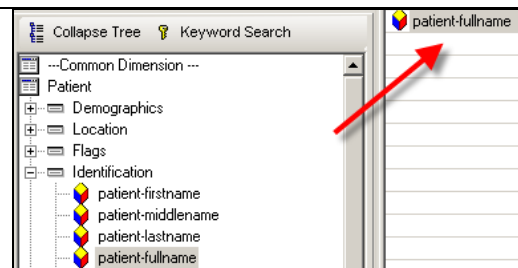 Collapse Tree Keyword Search
---Common Dimension ---
Patient
Demographics
Location
Flags
Identification
patient-firstname
patient-middlename
patient-lastname
patient-fullname
patient-fullname